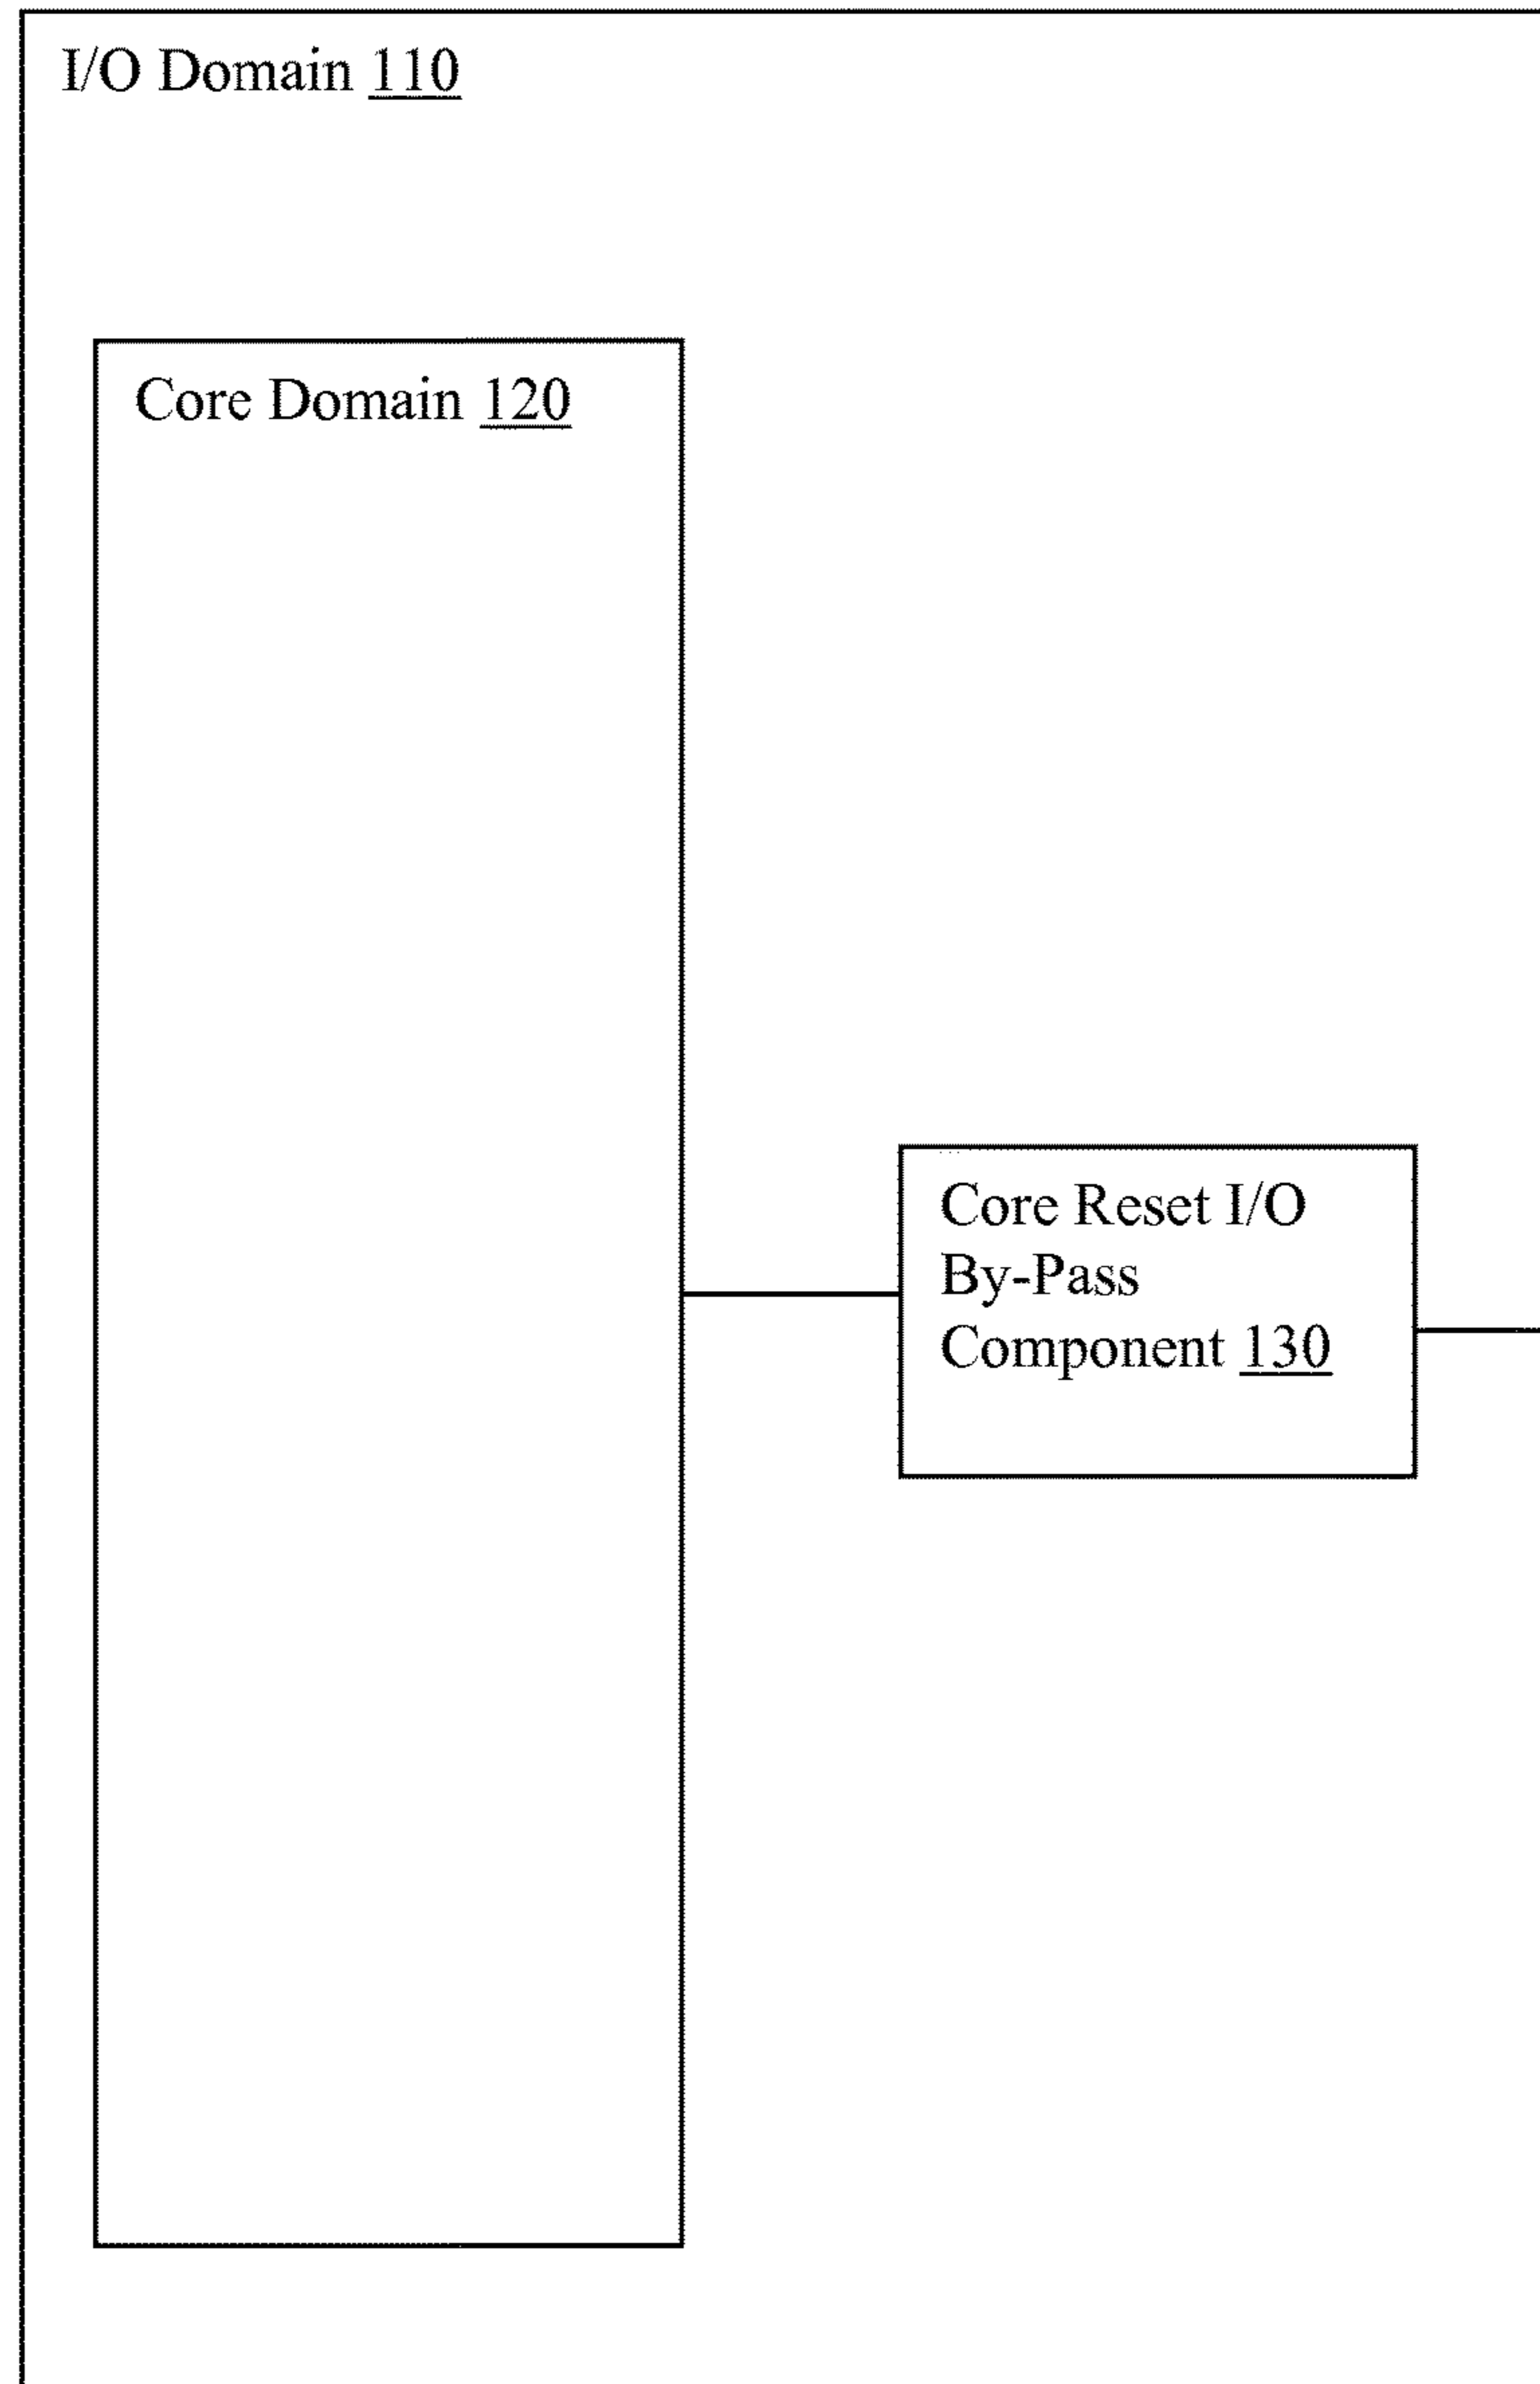 I/O Domain 110
Core Domain 120
Core Reset I/O
By-Pass
Component 130